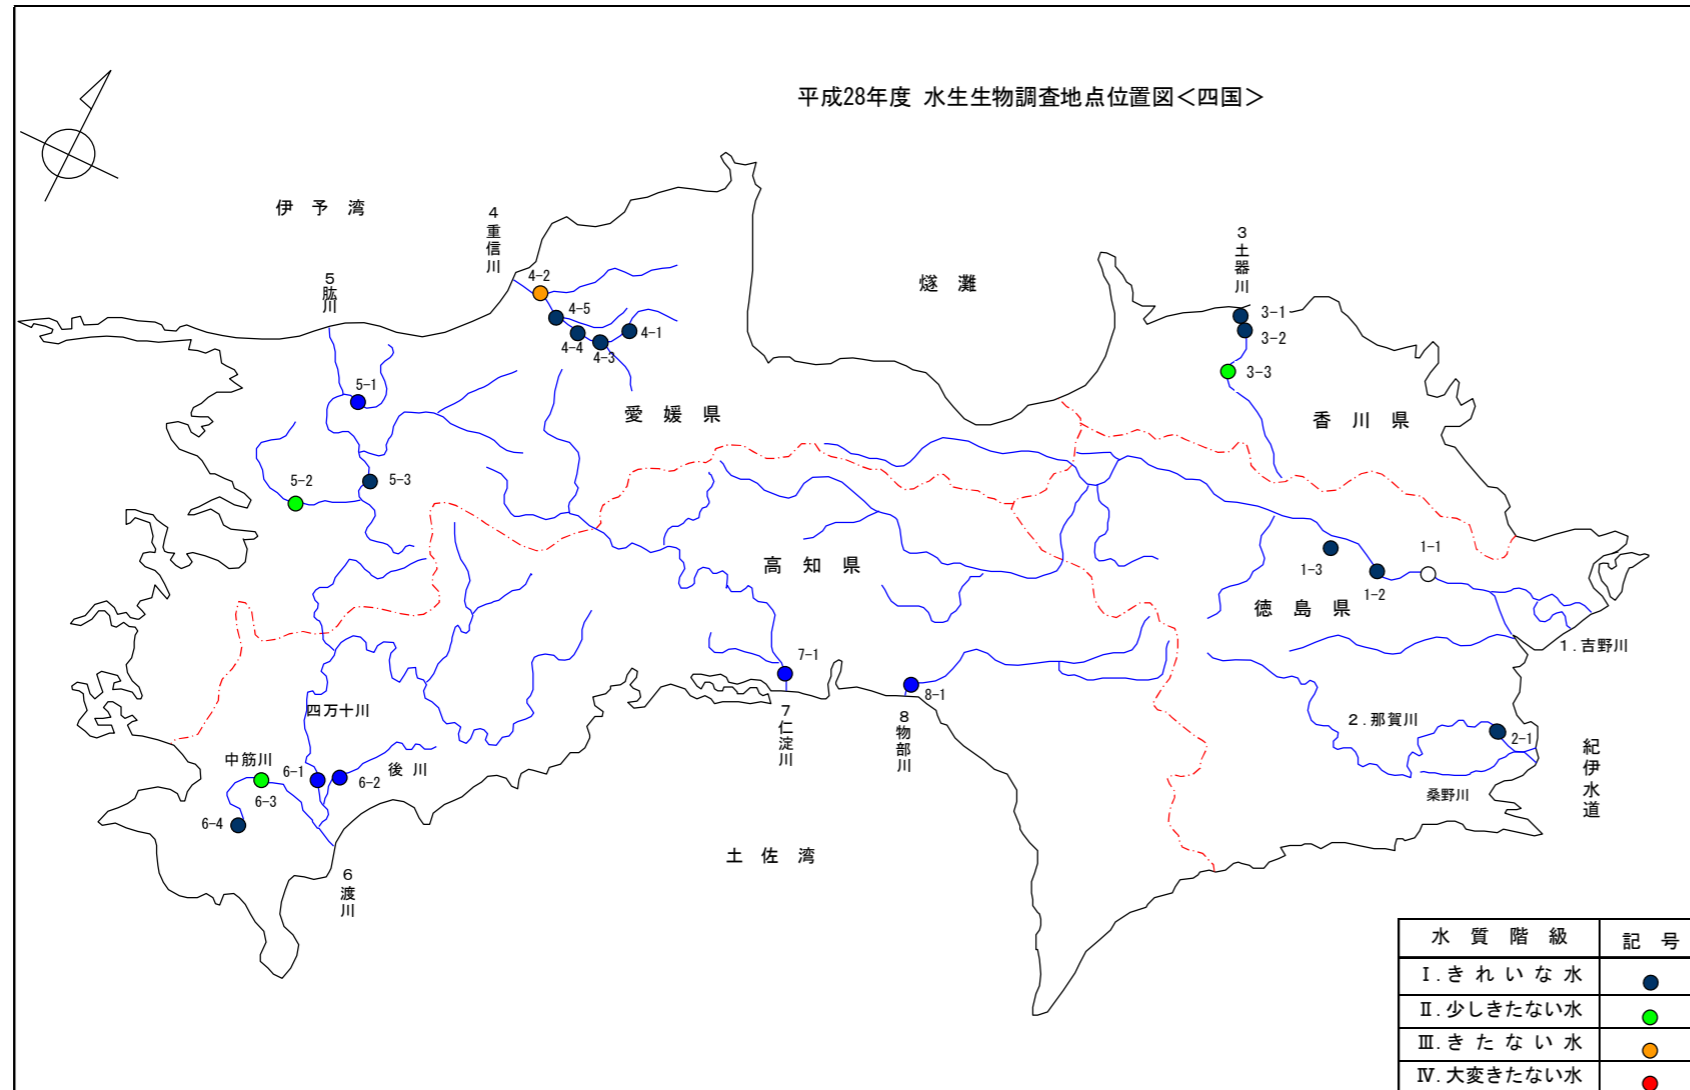 平成28年度 水生生物調査地点位置図＜四国＞
伊予湾
4重信川
5肱川
燧灘
3土器川
4-2
4-5
4-4
4-3
4-1
3-1
3-2
3-3
5-1
5-2
5-3
愛媛県
香川県
高知県
徳島県
1-1
1-2
1-3
1.吉野川
2.那賀川
2-1
桑野川
紀伊水道
7-1
7仁淀川
8-1
8物部川
四万十川
中筋川
後川
6-1
6-2
6-3
6-4
6渡川
土佐湾
水質階級 記号
Ⅰ.きれいな水
Ⅱ.少しきたない水
Ⅲ.きたない水
Ⅳ.大変きたない水